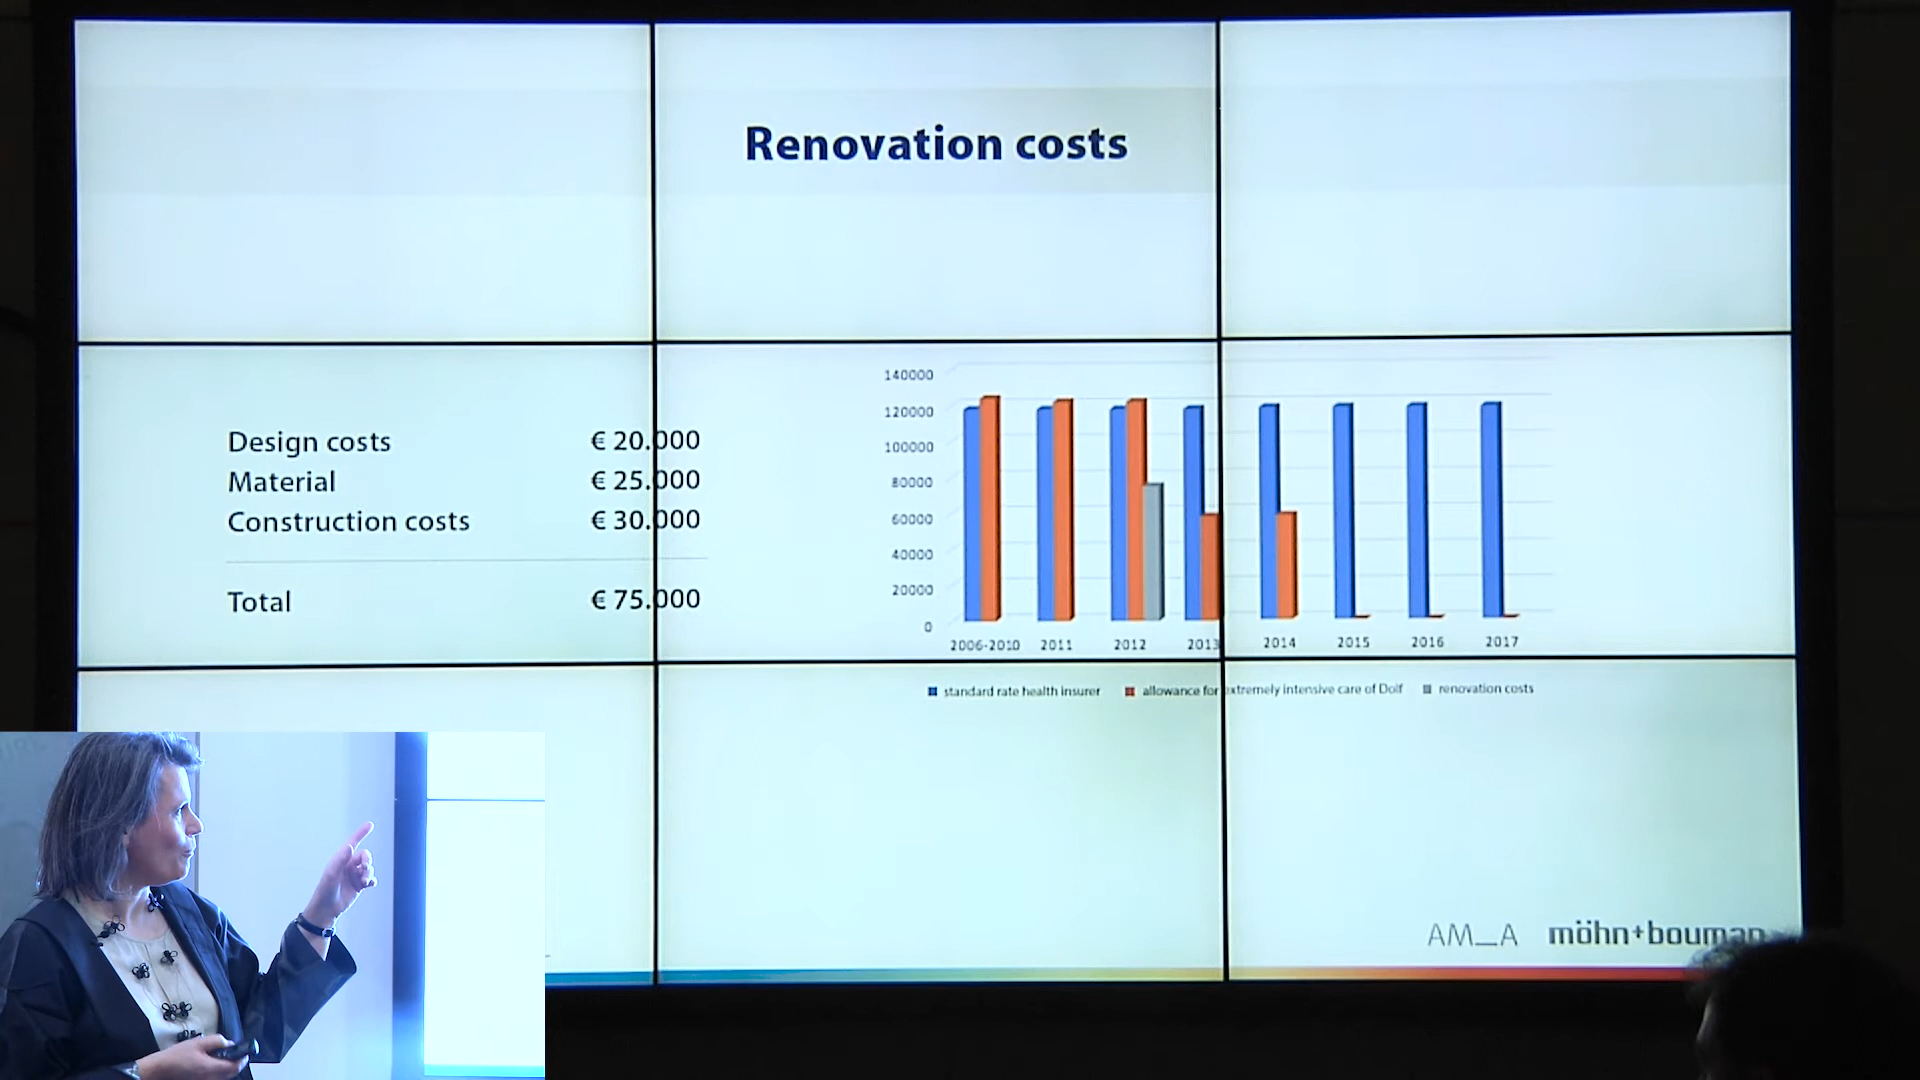 Renovation costs
Design costs € 20.000
Material € 25.000
Construction costs € 30.000
Total € 75.000
140000
120000
100000
80000
60000
40000
20000
0
2006-2010 2011 2012 2013 2014 2015 2016 2017
standard rate health insurer allowance for extremely intensive care of Dolf renovation costs
AM_A möhn+bouman